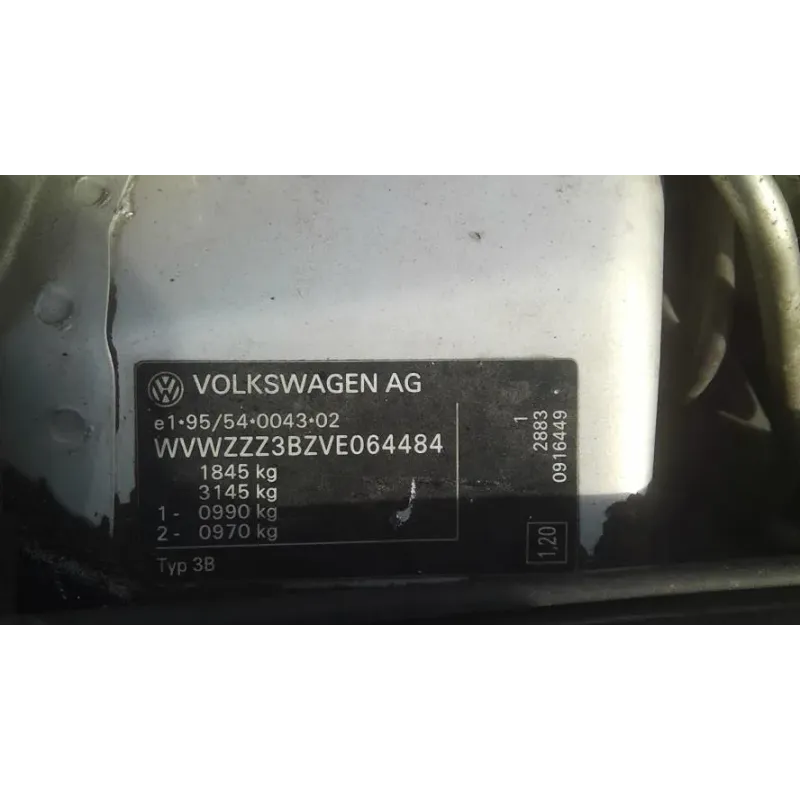 VOLKSWAGEN AG
e1•95/54•0043•02
WVWZZZ3BZVE064484
1845 kg
3145 kg
1- 0990 kg
2- 0970 kg
Typ 3B
1
2883
0916449
1,20